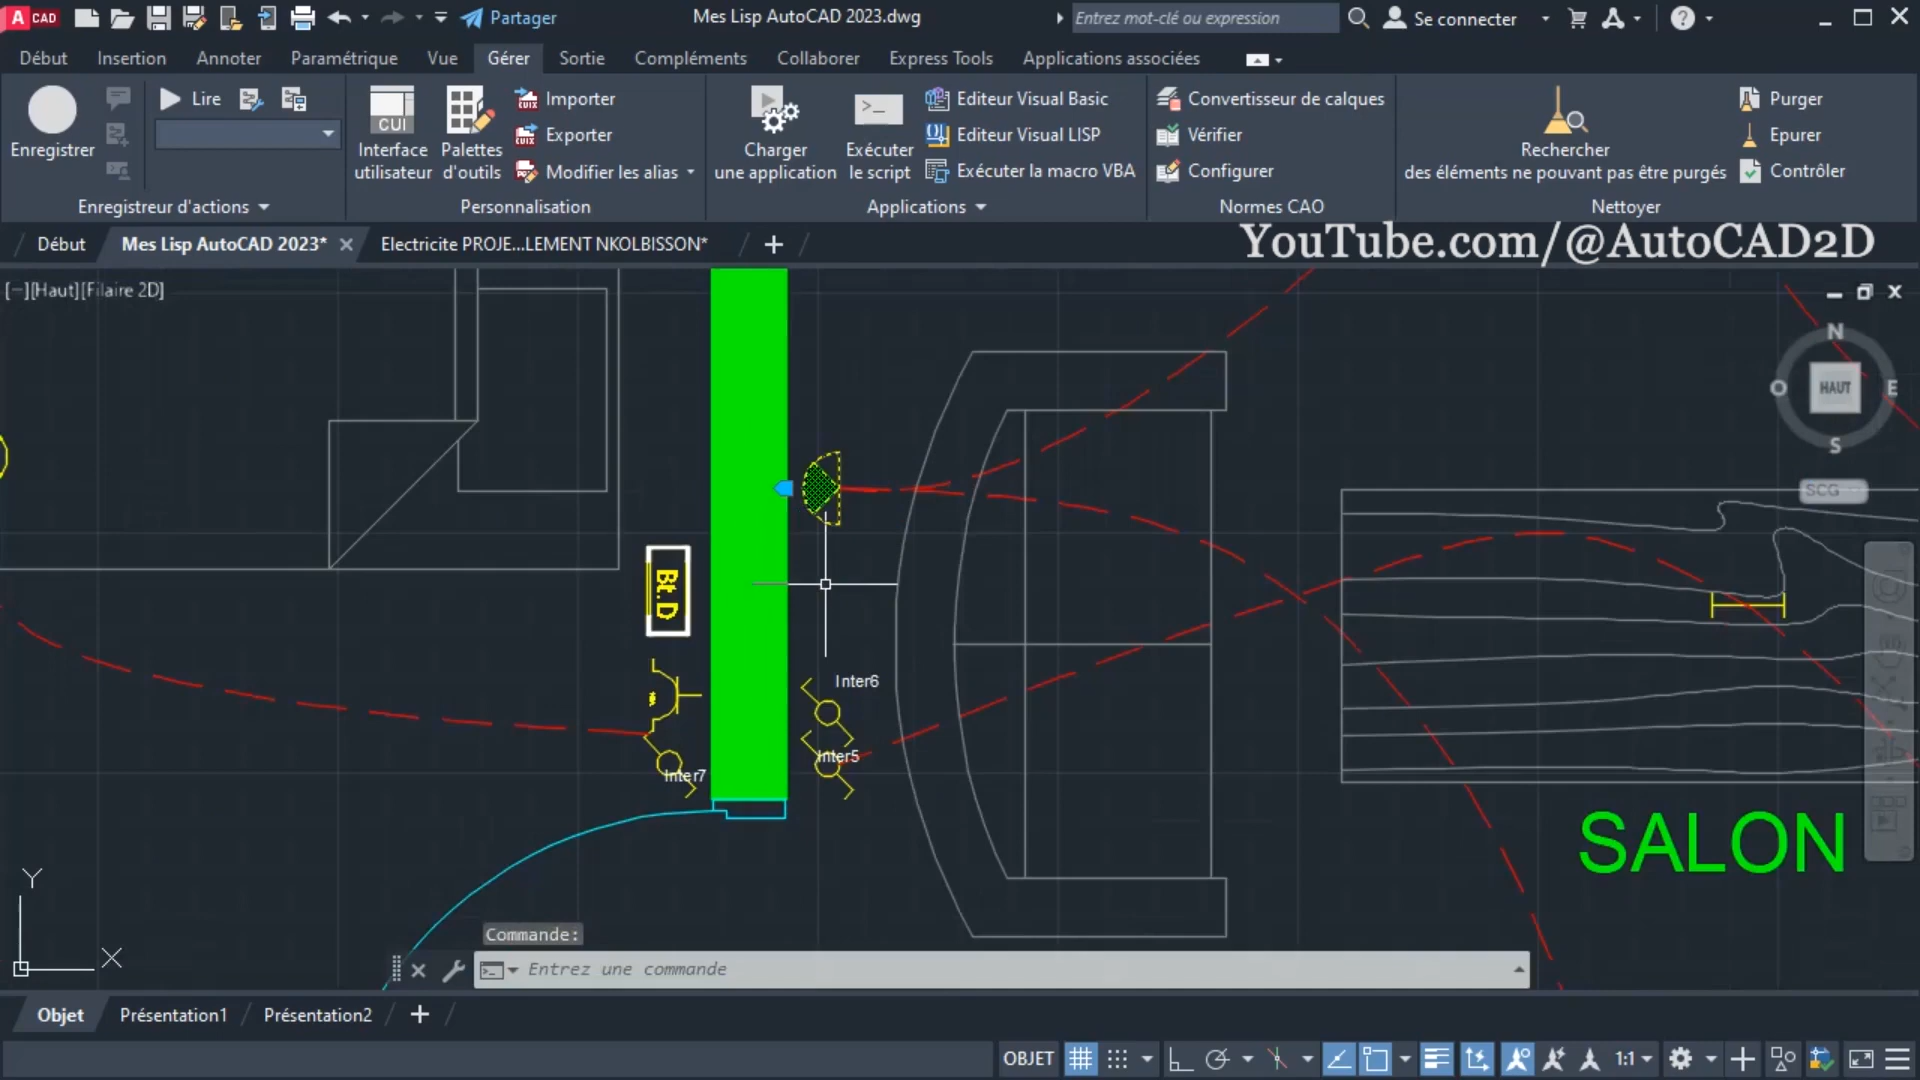 A CAD
Partager
Mes Lisp AutoCAD 2023.dwg
Entrez mot-clé ou expression
Se connecter
Début Insertion Annoter Paramétrique Vue Gérer Sortie Compléments Collaborer Express Tools Applications associées
Enregistrer
Lire
Enregistreur d'actions
CUI
Interface
utilisateur
Palettes
d'outils
CUIX Importer
CUIX Exporter
Modifier les alias
Personnalisation
Charger
une application
Exécuter
le script
Editeur Visual Basic
Editeur Visual LISP
Exécuter la macro VBA
Applications
Convertisseur de calques
Vérifier
Configurer
Normes CAO
Rechercher
des éléments ne pouvant pas être purgés
Purger
Epurer
Contrôler
Nettoyer
Début Mes Lisp AutoCAD 2023* Electricite PROJE...LEMENT NKOLBISSON*
YouTube.com/@AutoCAD2D
[−][Haut][Filaire 2D]
N
O HAUT E
S
SCG
Bt.D
Inter6
Inter5
Inter7
SALON
Y
X
Commande:
Entrez une commande
Objet Présentation1 Présentation2
OBJET 1:1